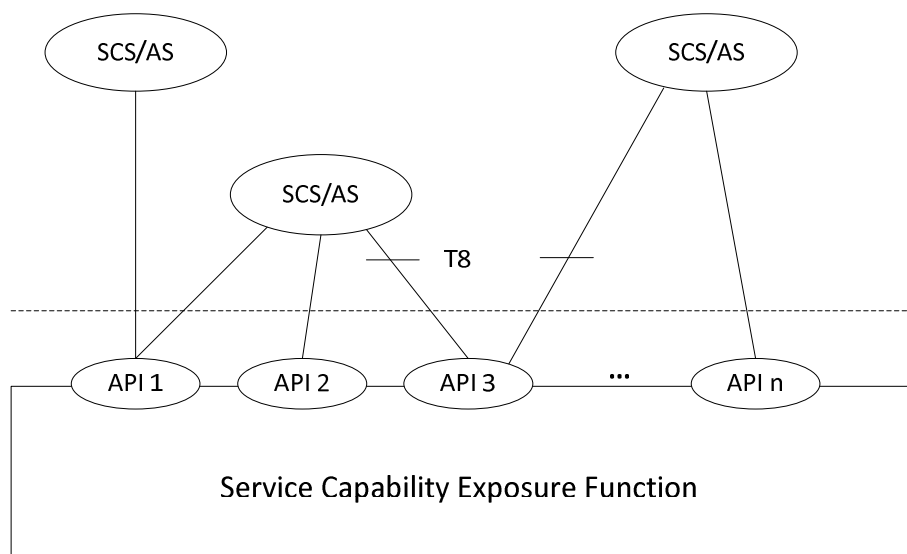 SCS/AS
SCS/AS
SCS/AS
T8
API 1
API 2
API 3
...
API n
Service Capability Exposure Function